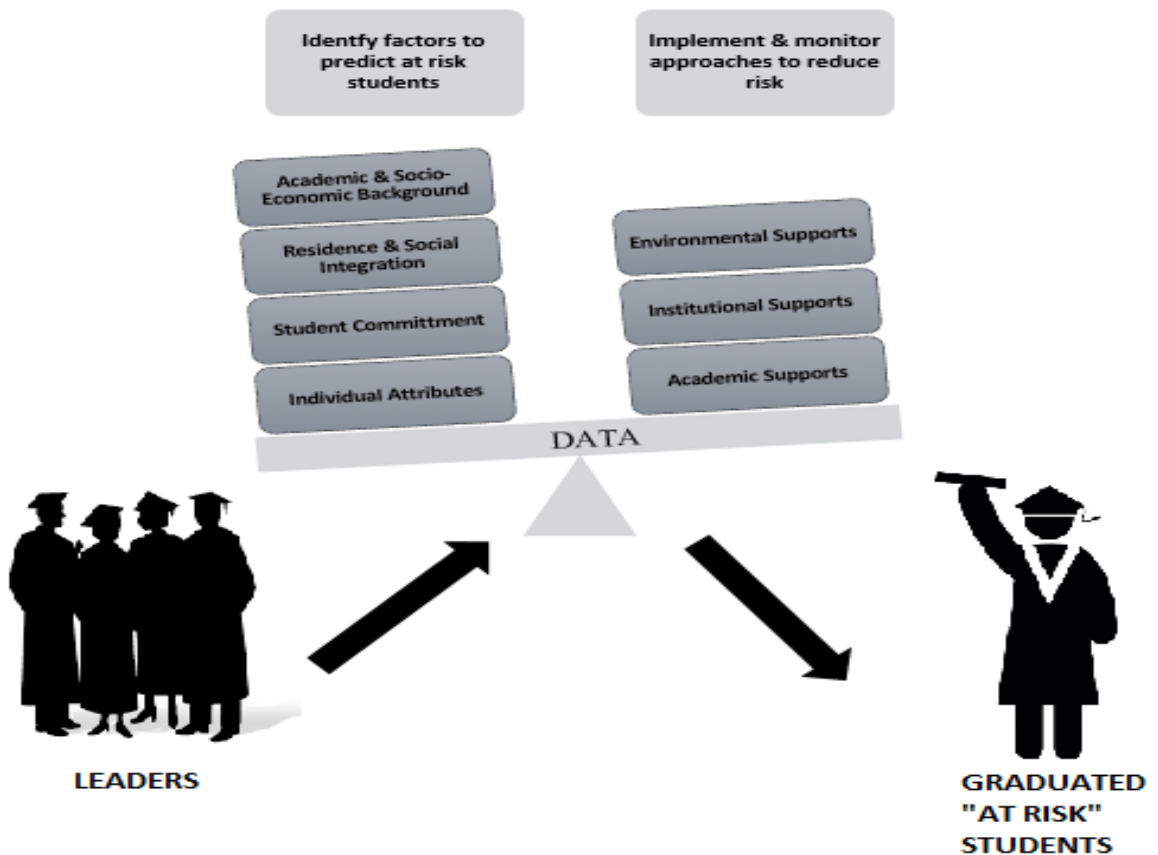 Identfy factors to
predict at risk
students
Implement & monitor
approaches to reduce
risk
Academic & Socio-
Economic Background
Residence & Social
Integration
Student Committment
Individual Attributes
Environmental Supports
Institutional Supports
Academic Supports
DATA
LEADERS
GRADUATED
"AT RISK"
STUDENTS